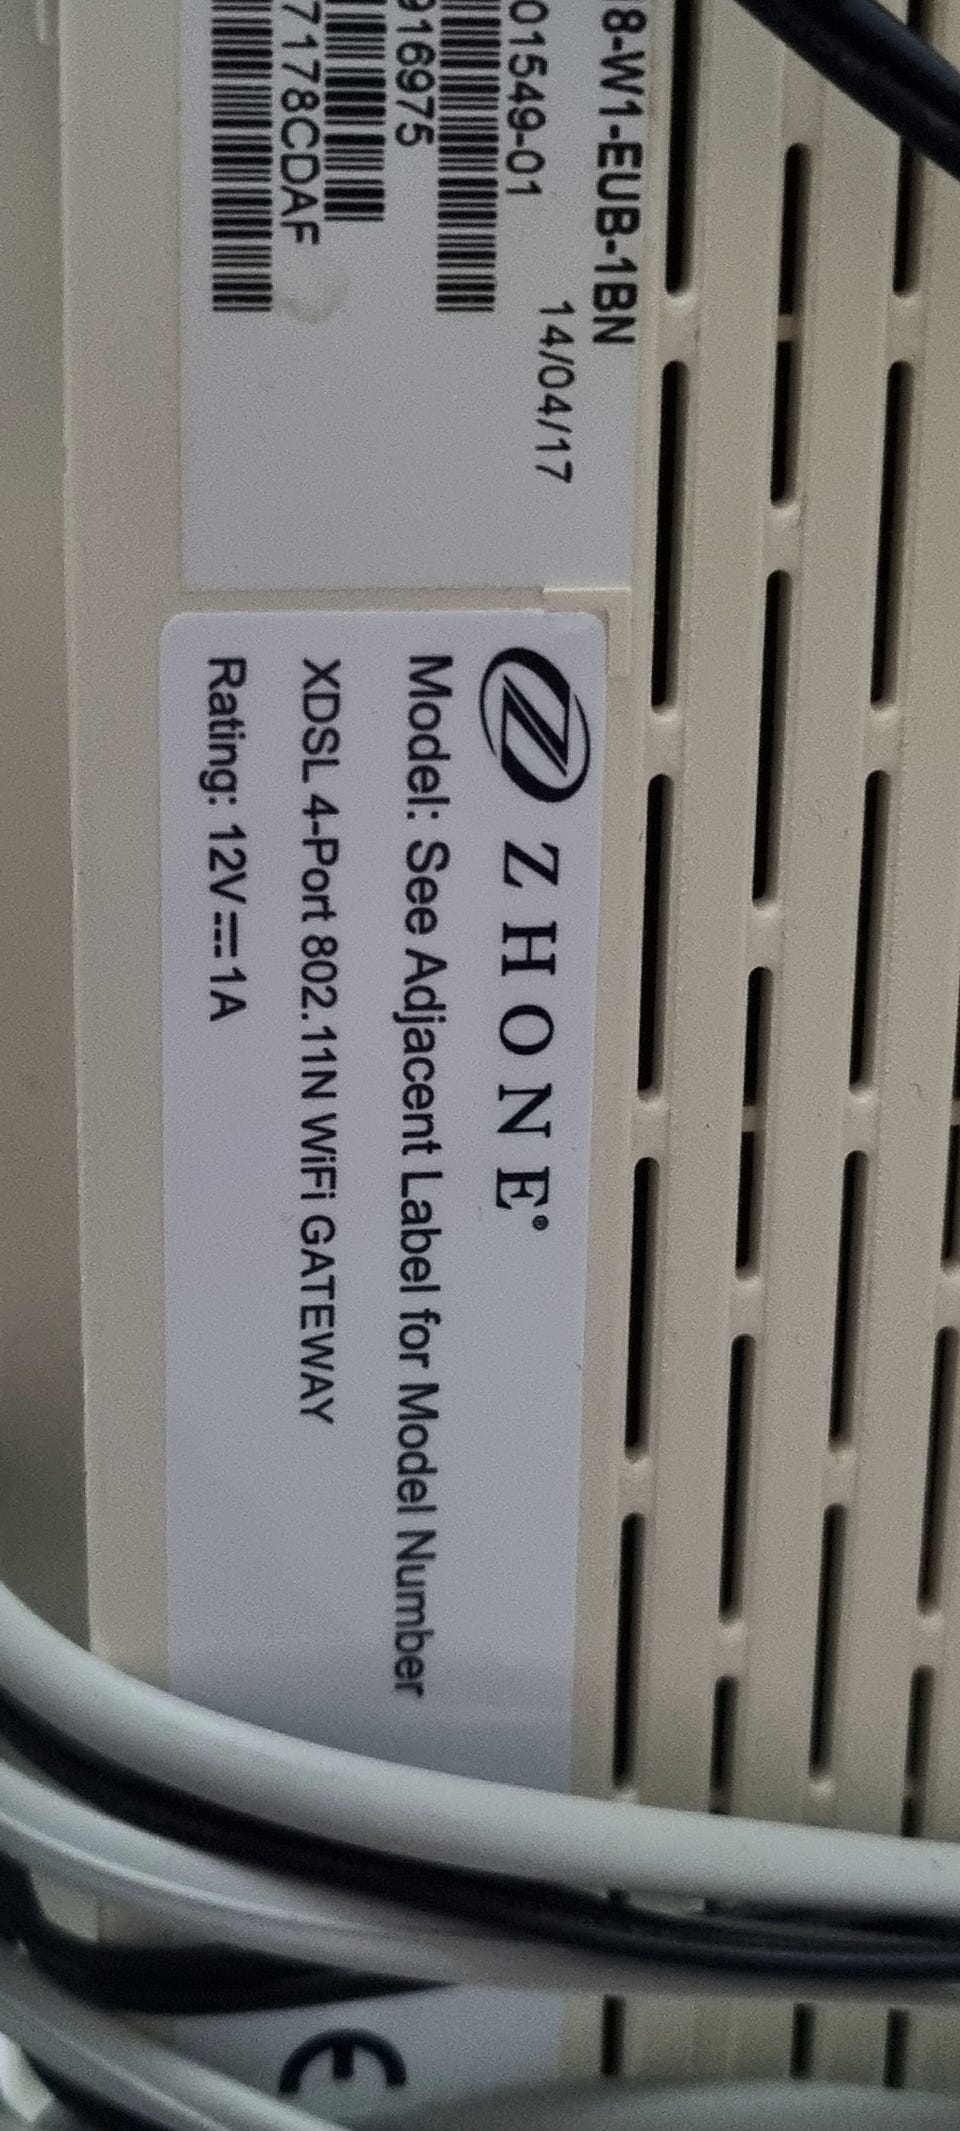 8-W1-EUB-1BN
01549-01 14/04/17
916975
7178CDAF
ZHONE®
Model: See Adjacent Label for Model Number
XDSL 4-Port 802.11N WiFi GATEWAY
Rating: 12V⎓1A
CE